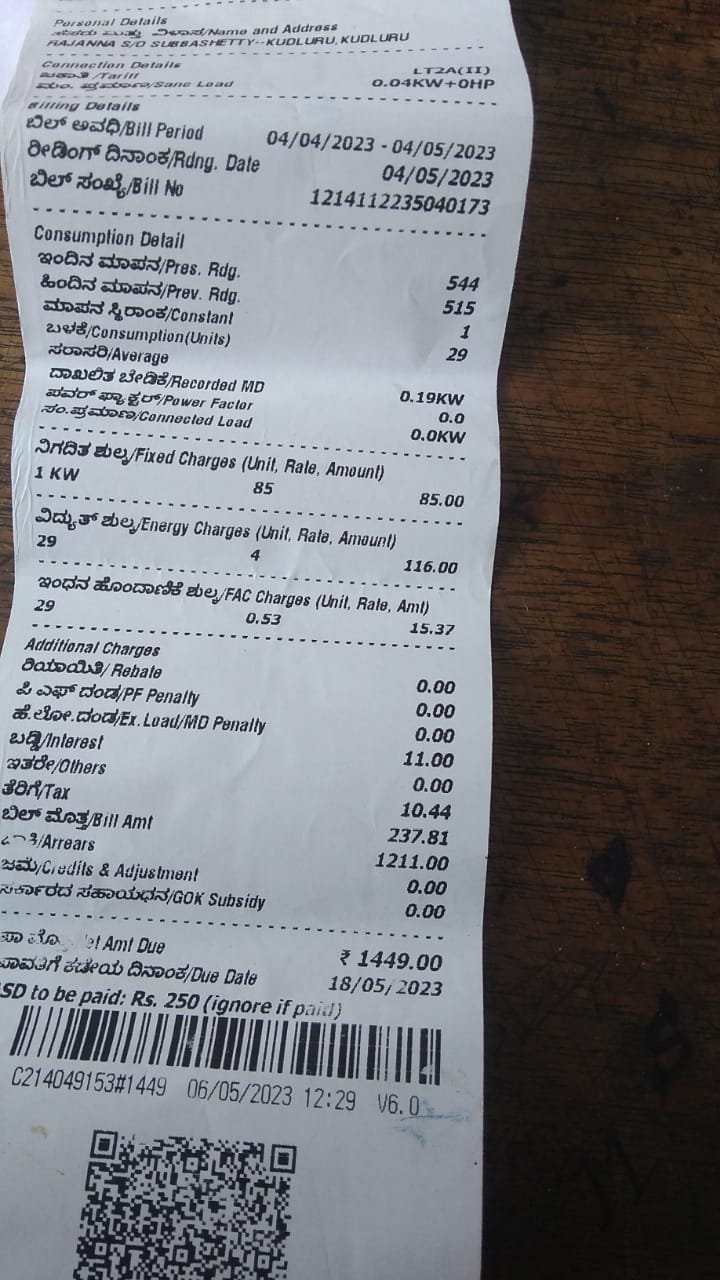 Personal Details
ಹೆಸರು ಮತ್ತು ವಿಳಾಸ/Name and Address
RAJANNA S/O SUBBASHETTY--KUDLURU,KUDLURU
Connection Details
ಜಕಾತಿ /Tariff LT2A(II)
ಮಂ. ಪ್ರಮಾಣ/Sanc Load 0.04KW+0HP
Billing Details
ಬಿಲ್ ಅವಧಿ/Bill Period 04/04/2023 - 04/05/2023
ರೀಡಿಂಗ್ ದಿನಾಂಕ/Rdng. Date 04/05/2023
ಬಿಲ್ ಸಂಖ್ಯೆ/Bill No 1214112235040173
Consumption Detail
ಇಂದಿನ ಮಾಪನ/Pres. Rdg. 544
ಹಿಂದಿನ ಮಾಪನ/Prev. Rdg. 515
ಮಾಪನ ಸ್ಥಿರಾಂಕ/Constant 1
ಬಳಕೆ/Consumption(Units) 29
ಸರಾಸರಿ/Average
ದಾಖಲಿತ ಬೇಡಿಕೆ/Recorded MD 0.19KW
ಪವರ್ ಫ್ಯಾಕ್ಟರ್/Power Factor 0.0
ಸಂ.ಪ್ರಮಾಣ/Connected Load 0.0KW
ನಿಗದಿತ ಶುಲ್ಕ/Fixed Charges (Unit, Rate, Amount)
1 KW 85 85.00
ವಿದ್ಯುತ್ ಶುಲ್ಕ/Energy Charges (Unit, Rate, Amount)
29 4 116.00
ಇಂಧನ ಹೊಂದಾಣಿಕೆ ಶುಲ್ಕ/FAC Charges (Unit, Rate, Amt)
29 0.53 15.37
Additional Charges
ರಿಯಾಯಿತಿ/ Rebate 0.00
ಪಿ ಎಫ್ ದಂಡ/PF Penalty 0.00
ಹೆ.ಲೋ.ದಂಡ/Ex.Load/MD Penalty 0.00
ಬಡ್ಡಿ/Interest 11.00
ಇತರೇ/Others 0.00
ತೆರಿಗೆ/Tax 10.44
ಬಿಲ್ ಮೊತ್ತ/Bill Amt 237.81
/Arrears 1211.00
ಜಮ/Credits & Adjustment 0.00
ಸರ್ಕಾರದ ಸಹಾಯಧನ/GOK Subsidy 0.00
Amt Due ₹ 1449.00
ಪಾವತಿಗೆ ಕಡೇಯ ದಿನಾಂಕ/Due Date 18/05/2023
SD to be paid: Rs. 250 (ignore if paid)
C214049153#1449 06/05/2023 12:29 V6.0